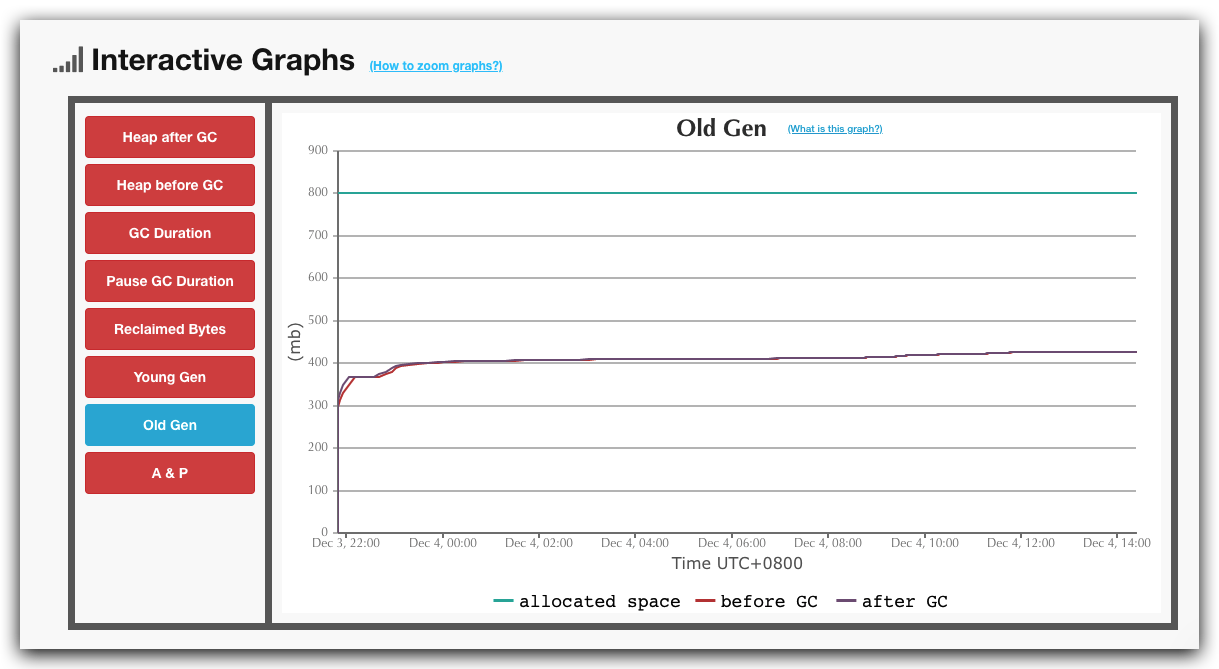 Interactive Graphs (How to zoom graphs?)
Heap after GC
Heap before GC
GC Duration
Pause GC Duration
Reclaimed Bytes
Young Gen
Old Gen
A & P
Old Gen (What is this graph?)
900
800
700
600
500
400
300
200
100
0
(mb)
Dec 3, 22:00 Dec 4, 00:00 Dec 4, 02:00 Dec 4, 04:00 Dec 4, 06:00 Dec 4, 08:00 Dec 4, 10:00 Dec 4, 12:00 Dec 4, 14:00
Time UTC+0800
allocated space before GC after GC